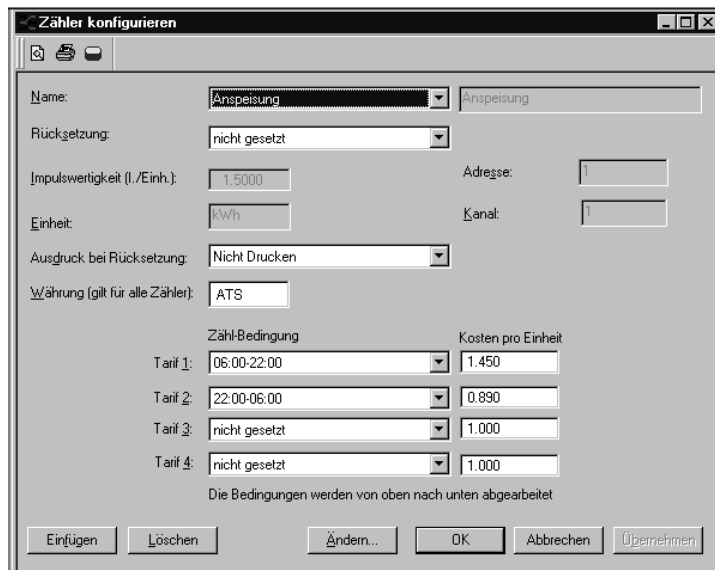 Zähler konfigurieren
Name: Anspeisung Anspeisung
Rücksetzung: nicht gesetzt
Impulswertigkeit (I./Einh.): 1.5000 Adresse: 1
Einheit: kWh Kanal: 1
Ausdruck bei Rücksetzung: Nicht Drucken
Währung (gilt für alle Zähler): ATS
Zähl-Bedingung Kosten pro Einheit
Tarif 1: 06:00-22:00 1.450
Tarif 2: 22:00-06:00 0.890
Tarif 3: nicht gesetzt 1.000
Tarif 4: nicht gesetzt 1.000
Die Bedingungen werden von oben nach unten abgearbeitet
Einfügen Löschen Ändern... OK Abbrechen Übernehmen